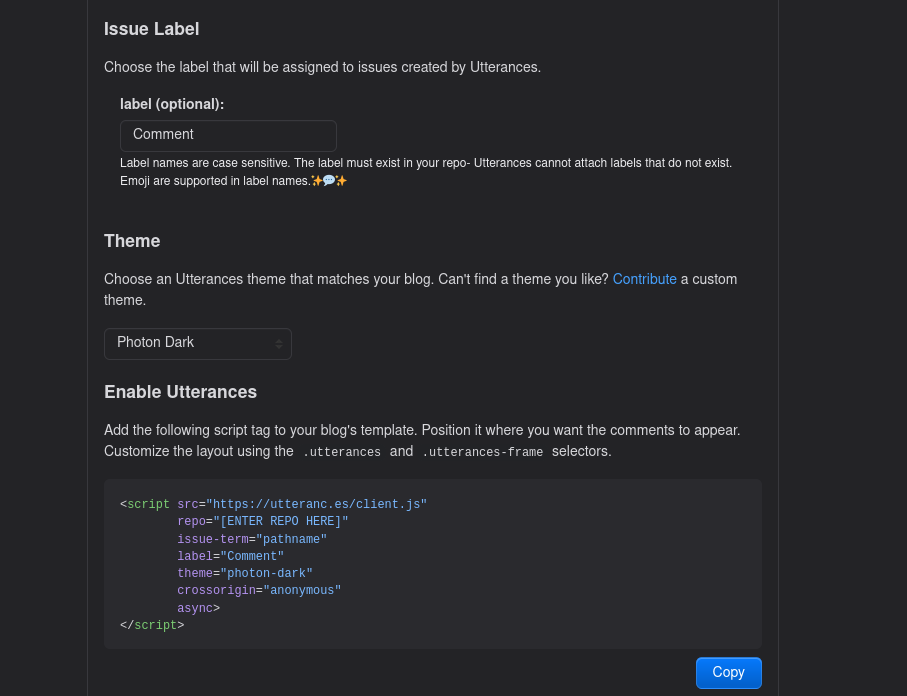 Issue Label
Choose the label that will be assigned to issues created by Utterances.
label (optional):
Comment
Label names are case sensitive. The label must exist in your repo- Utterances cannot attach labels that do not exist.
Emoji are supported in label names.✨💬✨
Theme
Choose an Utterances theme that matches your blog. Can't find a theme you like? Contribute a custom
theme.
Photon Dark
Enable Utterances
Add the following script tag to your blog's template. Position it where you want the comments to appear.
Customize the layout using the .utterances and .utterances-frame selectors.
<script src="https://utteranc.es/client.js"
        repo="[ENTER REPO HERE]"
        issue-term="pathname"
        label="Comment"
        theme="photon-dark"
        crossorigin="anonymous"
        async>
</script>
Copy